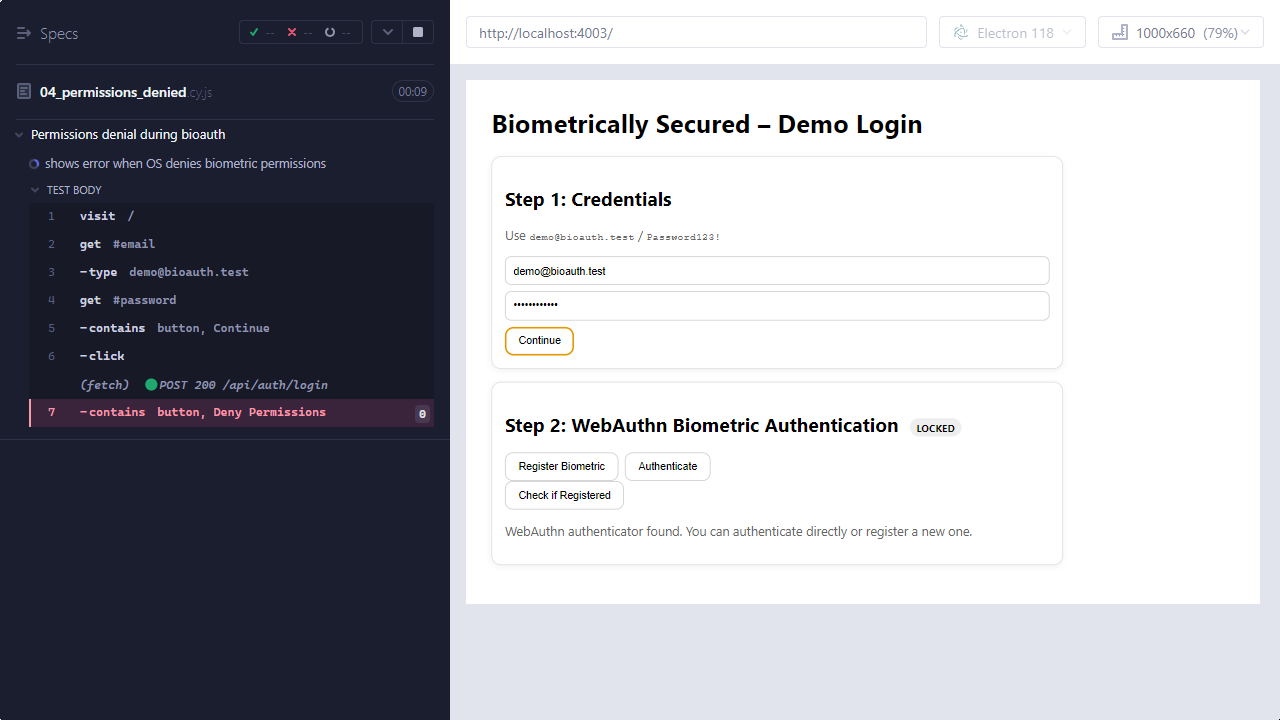 Specs
-- -- --
04_permissions_denied.cy.js 00:09
Permissions denial during bioauth
shows error when OS denies biometric permissions
TEST BODY
1 visit /
2 get #email
3 -type demo@bioauth.test
4 get #password
5 -contains button, Continue
6 -click
(fetch) POST 200 /api/auth/login
7 -contains button, Deny Permissions 0
http://localhost:4003/
Electron 118
1000x660 (79%)
Biometrically Secured – Demo Login
Step 1: Credentials
Use demo@bioauth.test / Password123!
demo@bioauth.test
••••••••••••
Continue
Step 2: WebAuthn Biometric Authentication LOCKED
Register Biometric Authenticate
Check if Registered
WebAuthn authenticator found. You can authenticate directly or register a new one.